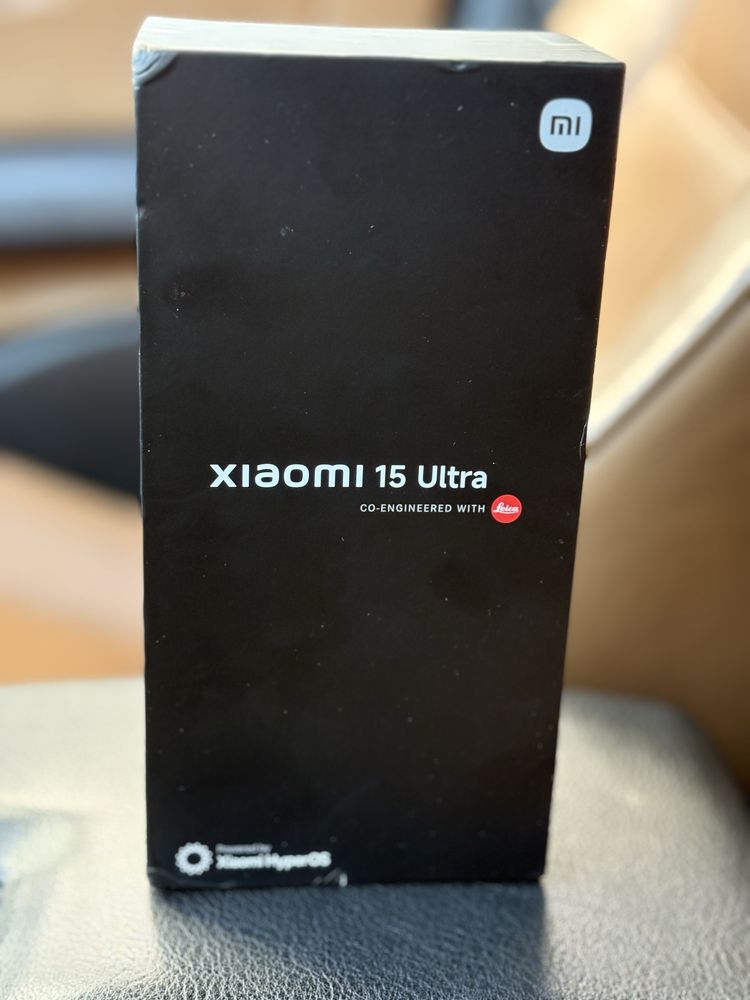 mi
xiaomi 15 Ultra
CO-ENGINEERED WITH Leica
Powered by
Xiaomi HyperOS